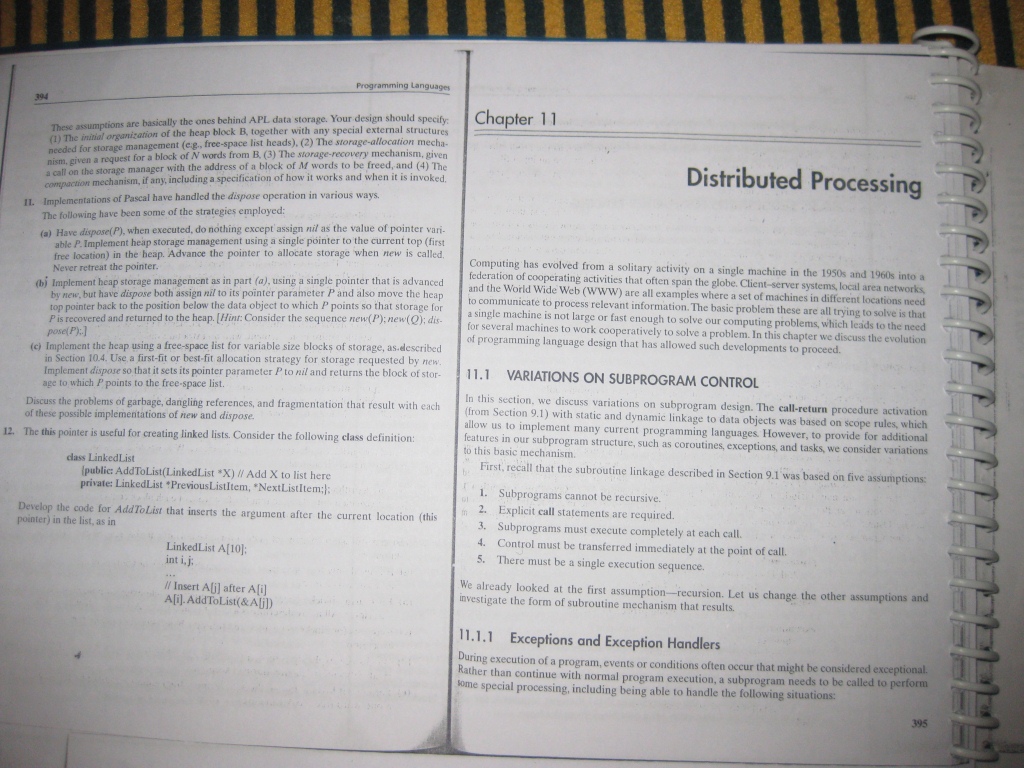 394
Programming Languages
These assumptions are basically the ones behind APL data storage. Your design should specify:
(1) The initial organization of the heap block B, together with any special external structures
needed for storage management (e.g., free-space list heads), (2) The storage-allocation mecha-
nism, given a request for a block of N words from B, (3) The storage-recovery mechanism, given
a call on the storage manager with the address of a block of M words to be freed, and (4) The
compaction mechanism, if any, including a specification of how it works and when it is invoked.
11. Implementations of Pascal have handled the dispose operation in various ways.
The following have been some of the strategies employed:
(a) Have dispose(P), when executed, do nothing except assign nil as the value of pointer vari-
able P. Implement heap storage management using a single pointer to the current top (first
free location) in the heap. Advance the pointer to allocate storage when new is called.
Never retreat the pointer.
(b) Implement heap storage management as in part (a), using a single pointer that is advanced
by new, but have dispose both assign nil to its pointer parameter P and also move the heap
top pointer back to the position below the data object to which P points so that storage for
P is recovered and returned to the heap. [Hint: Consider the sequence new(P); new(Q); dis-
pose(P);]
(c) Implement the heap using a free-space list for variable size blocks of storage, as described
in Section 10.4. Use a first-fit or best-fit allocation strategy for storage requested by new.
Implement dispose so that it sets its pointer parameter P to nil and returns the block of stor-
age to which P points to the free-space list.
Discuss the problems of garbage, dangling references, and fragmentation that result with each
of these possible implementations of new and dispose.
12. The this pointer is useful for creating linked lists. Consider the following class definition:
class LinkedList
{public: AddToList(LinkedList *X) // Add X to list here
private: LinkedList *PreviousListItem, *NextListItem;};
Develop the code for AddToList that inserts the argument after the current location (this
pointer) in the list, as in
LinkedList A[10];
int i, j;
...
// Insert A[j] after A[i]
A[i]. AddToList(&A[j])
Chapter 11
Distributed Processing
Computing has evolved from a solitary activity on a single machine in the 1950s and 1960s into a
federation of cooperating activities that often span the globe. Client–server systems, local area networks,
and the World Wide Web (WWW) are all examples where a set of machines in different locations need
to communicate to process relevant information. The basic problem these are all trying to solve is that
a single machine is not large or fast enough to solve our computing problems, which leads to the need
for several machines to work cooperatively to solve a problem. In this chapter we discuss the evolution
of programming language design that has allowed such developments to proceed.
11.1 VARIATIONS ON SUBPROGRAM CONTROL
In this section, we discuss variations on subprogram design. The call-return procedure activation
(from Section 9.1) with static and dynamic linkage to data objects was based on scope rules, which
allow us to implement many current programming languages. However, to provide for additional
features in our subprogram structure, such as coroutines, exceptions, and tasks, we consider variations
to this basic mechanism.
First, recall that the subroutine linkage described in Section 9.1 was based on five assumptions:
1. Subprograms cannot be recursive.
2. Explicit call statements are required.
3. Subprograms must execute completely at each call.
4. Control must be transferred immediately at the point of call.
5. There must be a single execution sequence.
We already looked at the first assumption—recursion. Let us change the other assumptions and
investigate the form of subroutine mechanism that results.
11.1.1 Exceptions and Exception Handlers
During execution of a program, events or conditions often occur that might be considered exceptional.
Rather than continue with normal program execution, a subprogram needs to be called to perform
some special processing, including being able to handle the following situations:
395